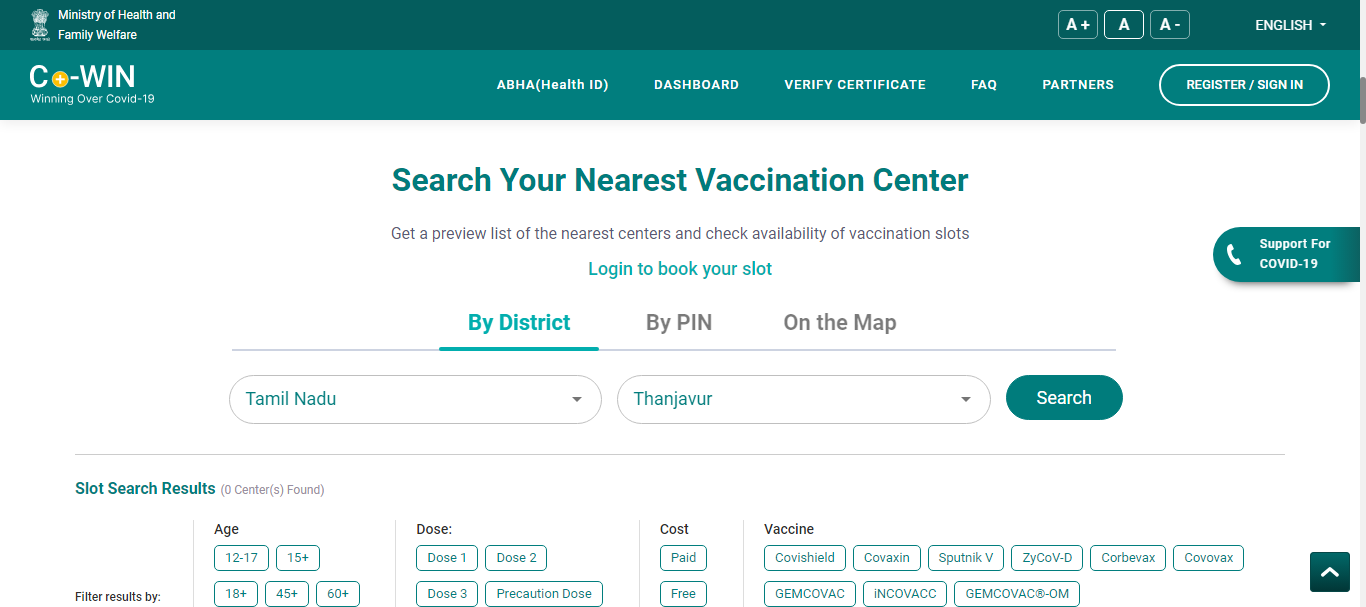 Ministry of Health and
Family Welfare
A + A A -
ENGLISH
CO-WIN
Winning Over Covid-19
ABHA(Health ID) DASHBOARD VERIFY CERTIFICATE FAQ PARTNERS REGISTER / SIGN IN
Search Your Nearest Vaccination Center
Get a preview list of the nearest centers and check availability of vaccination slots
Support For
COVID-19
Login to book your slot
By District By PIN On the Map
Tamil Nadu Thanjavur Search
Slot Search Results (0 Center(s) Found)
Age Dose: Cost Vaccine
12-17 15+ Dose 1 Dose 2 Paid Covishield Covaxin Sputnik V ZyCoV-D Corbevax Covovax
Filter results by: 18+ 45+ 60+ Dose 3 Precaution Dose Free GEMCOVAC iNCOVACC GEMCOVAC®-OM